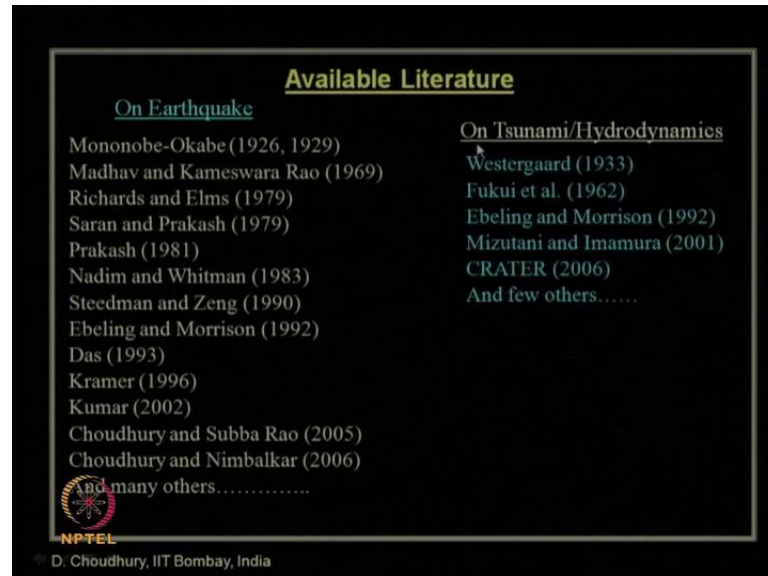 Available Literature
On Earthquake
Mononobe-Okabe (1926, 1929)
Madhav and Kameswara Rao (1969)
Richards and Elms (1979)
Saran and Prakash (1979)
Prakash (1981)
Nadim and Whitman (1983)
Steedman and Zeng (1990)
Ebeling and Morrison (1992)
Das (1993)
Kramer (1996)
Kumar (2002)
Choudhury and Subba Rao (2005)
Choudhury and Nimbalkar (2006)
And many others…………..
On Tsunami/Hydrodynamics
Westergaard (1933)
Fukui et al. (1962)
Ebeling and Morrison (1992)
Mizutani and Imamura (2001)
CRATER (2006)
And few others……
NPTEL
D. Choudhury, IIT Bombay, India